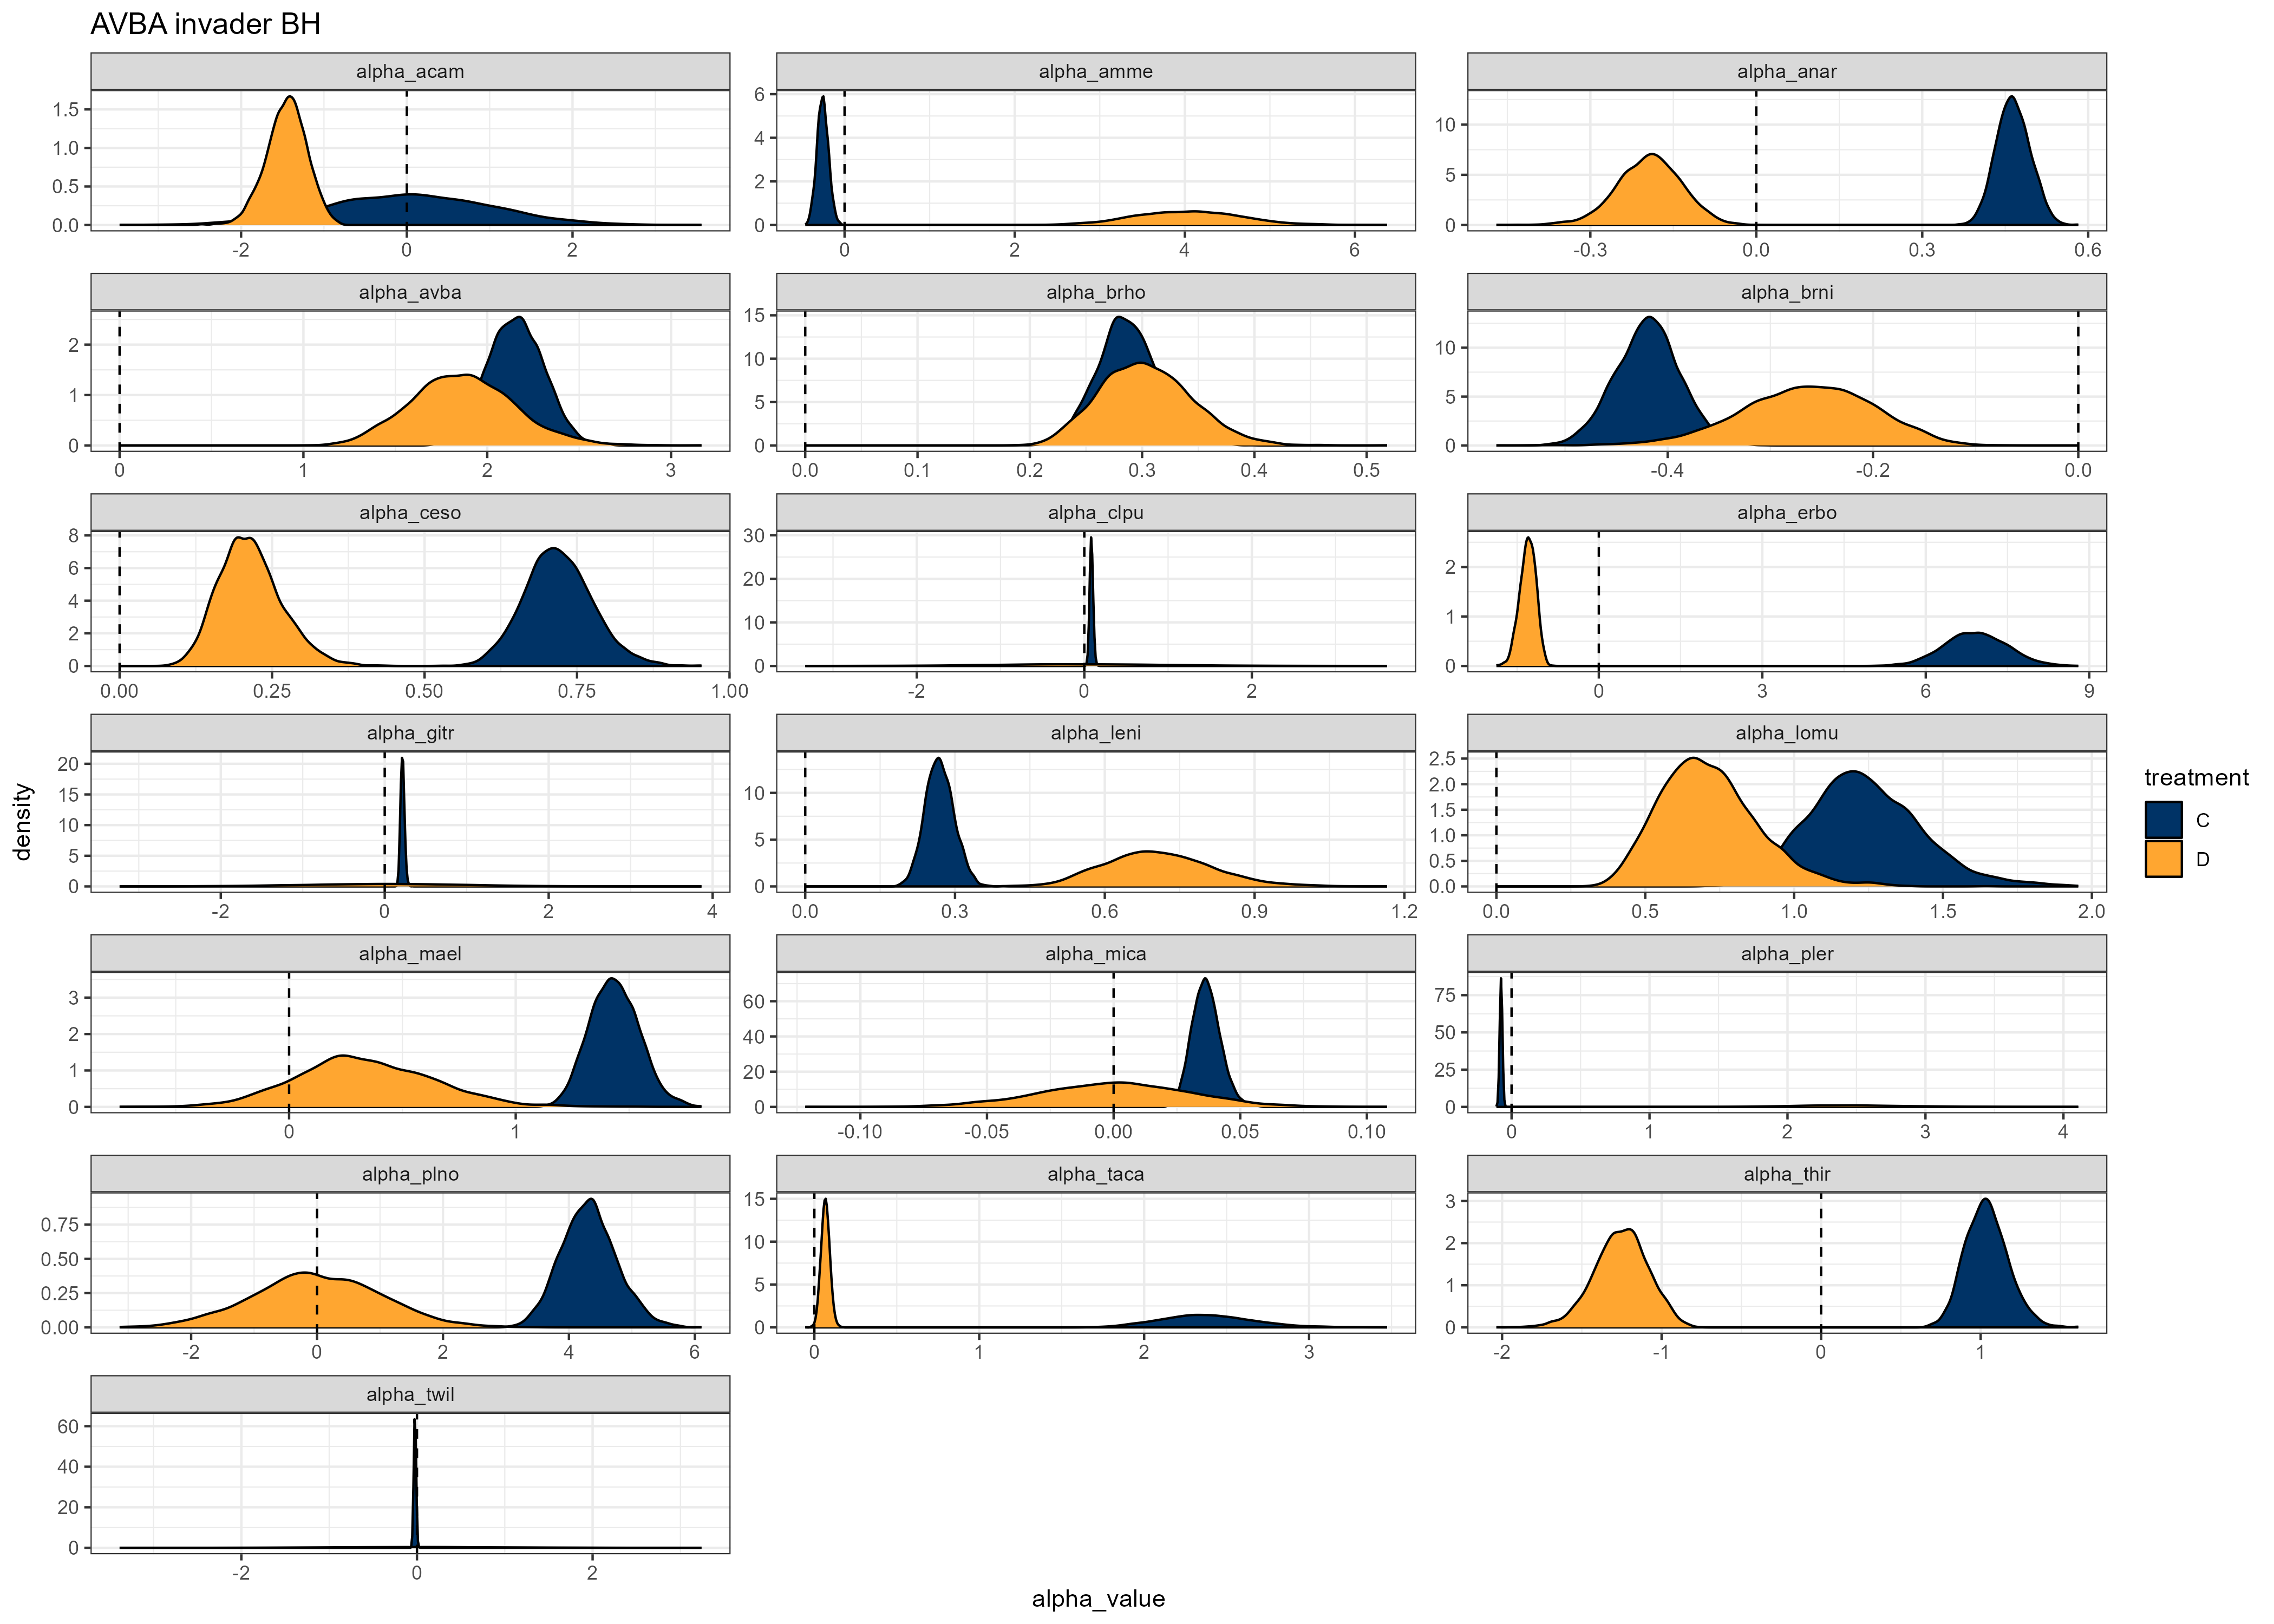 AVBA invader BH
alpha_acam alpha_amme alpha_anar
1.5 1.0 0.5 0.0
6 4 2 0
10 5 0
-2 0 2
0 2 4 6
-0.3 0.0 0.3 0.6
alpha_avba alpha_brho alpha_brni
2 1 0
15 10 5 0
10 5 0
0 1 2 3
0.0 0.1 0.2 0.3 0.4 0.5
-0.4 -0.2 0.0
alpha_ceso alpha_clpu alpha_erbo
8 6 4 2 0
30 20 10 0
2 1 0
0.00 0.25 0.50 0.75 1.00
-2 0 2
0 3 6 9
alpha_gitr alpha_leni alpha_lomu
20 15 10 5 0
10 5 0
2.5 2.0 1.5 1.0 0.5 0.0
-2 0 2 4
0.0 0.3 0.6 0.9 1.2
0.0 0.5 1.0 1.5 2.0
alpha_mael alpha_mica alpha_pler
3 2 1 0
60 40 20 0
75 50 25 0
0 1
-0.10 -0.05 0.00 0.05 0.10
0 1 2 3 4
alpha_plno alpha_taca alpha_thir
0.75 0.50 0.25 0.00
15 10 5 0
3 2 1 0
-2 0 2 4 6
0 1 2 3
-2 -1 0 1
alpha_twil
60 40 20 0
-2 0 2
density
alpha_value
treatment
C
D